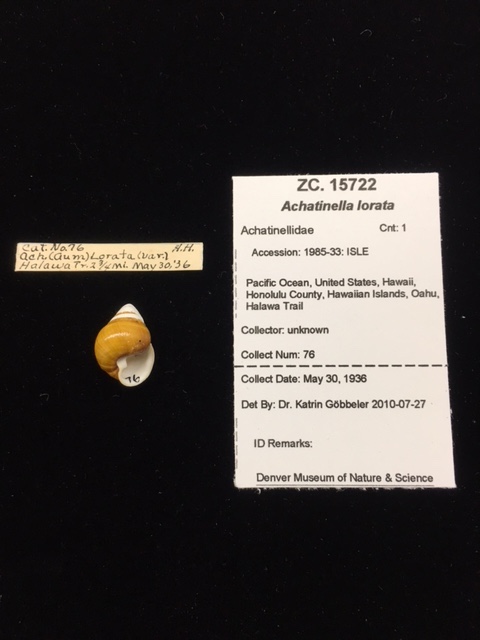 Cat. No 76 A.H.
Ach (Aum) Lorata (Var.)
Halawa Tr. 2 3/4 Mi. May 30, '36
76
ZC. 15722
Achatinella lorata
Achatinellidae Cnt: 1
Accession: 1985-33: ISLE
Pacific Ocean, United States, Hawaii,
Honolulu County, Hawaiian Islands, Oahu,
Halawa Trail
Collector: unknown
Collect Num: 76
Collect Date: May 30, 1936
Det By: Dr. Katrin Göbbeler 2010-07-27
ID Remarks:
Denver Museum of Nature & Science